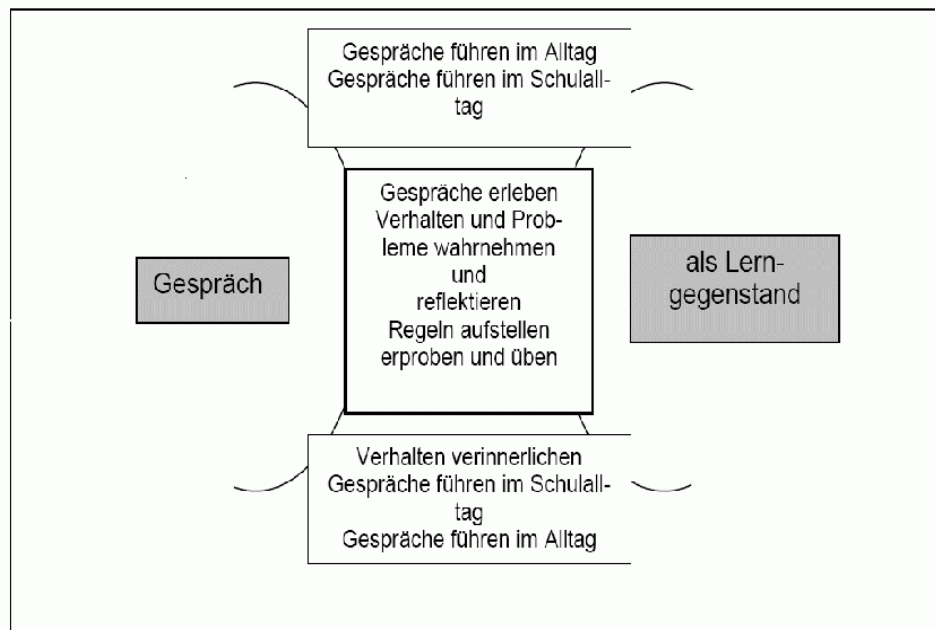 Gespräche führen im Alltag
Gespräche führen im Schulall-
tag
Gespräche erleben
Verhalten und Prob-
leme wahrnehmen
und
reflektieren
Regeln aufstellen
erproben und üben
Gespräch
als Lern-
gegenstand
Verhalten verinnerlichen
Gespräche führen im Schulall-
tag
Gespräche führen im Alltag